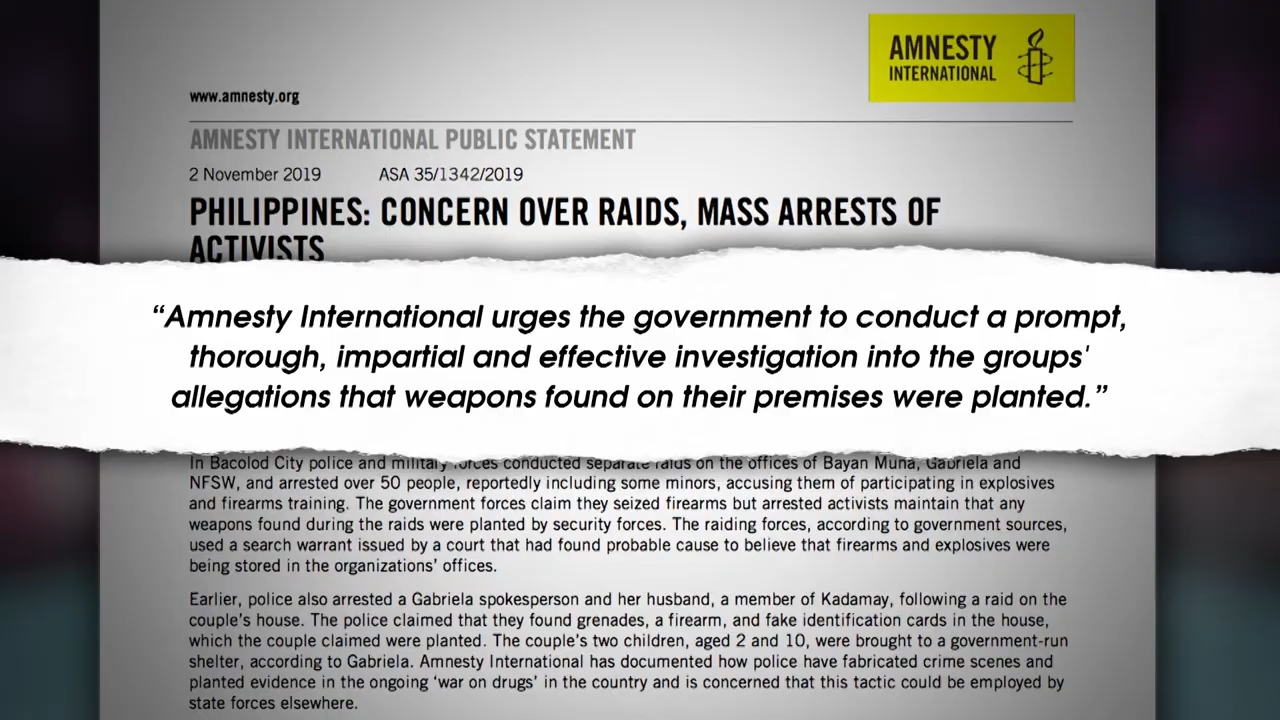 AMNESTY
INTERNATIONAL
www.amnesty.org
AMNESTY INTERNATIONAL PUBLIC STATEMENT
2 November 2019 ASA 35/1342/2019
PHILIPPINES: CONCERN OVER RAIDS, MASS ARRESTS OF
ACTIVISTS
“Amnesty International urges the government to conduct a prompt,
thorough, impartial and effective investigation into the groups'
allegations that weapons found on their premises were planted.”
In Bacolod City police and military forces conducted separate raids on the offices of Bayan Muna, Gabriela and
NFSW, and arrested over 50 people, reportedly including some minors, accusing them of participating in explosives
and firearms training. The government forces claim they seized firearms but arrested activists maintain that any
weapons found during the raids were planted by security forces. The raiding forces, according to government sources,
used a search warrant issued by a court that had found probable cause to believe that firearms and explosives were
being stored in the organizations’ offices.
Earlier, police also arrested a Gabriela spokesperson and her husband, a member of Kadamay, following a raid on the
couple’s house. The police claimed that they found grenades, a firearm, and fake identification cards in the house,
which the couple claimed were planted. The couple’s two children, aged 2 and 10, were brought to a government-run
shelter, according to Gabriela. Amnesty International has documented how police have fabricated crime scenes and
planted evidence in the ongoing ‘war on drugs’ in the country and is concerned that this tactic could be employed by
state forces elsewhere.